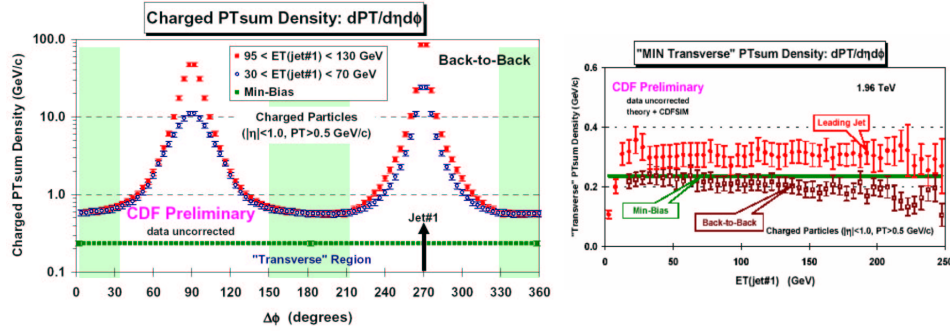 Charged PTsum Density: dPT/dηdφ
Charged PTsum Density (GeV/c)
100.0
10.0
1.0
0.1
95 < ET(jet#1) < 130 GeV
30 < ET(jet#1) < 70 GeV
Min-Bias
Back-to-Back
Charged Particles
(|η|<1.0, PT>0.5 GeV/c)
CDF Preliminary
data uncorrected
Jet#1
"Transverse" Region
0 30 60 90 120 150 180 210 240 270 300 330 360
Δφ (degrees)
"MIN Transverse" PTsum Density: dPT/dηdφ
"Transverse" PTsum Density (GeV/c)
0.6
0.4
0.2
0.0
CDF Preliminary
data uncorrected
theory + CDFSIM
1.96 TeV
Leading Jet
Min-Bias
Back-to-Back
Charged Particles (|η|<1.0, PT>0.5 GeV/c)
0 50 100 150 200 250
ET(jet#1) (GeV)